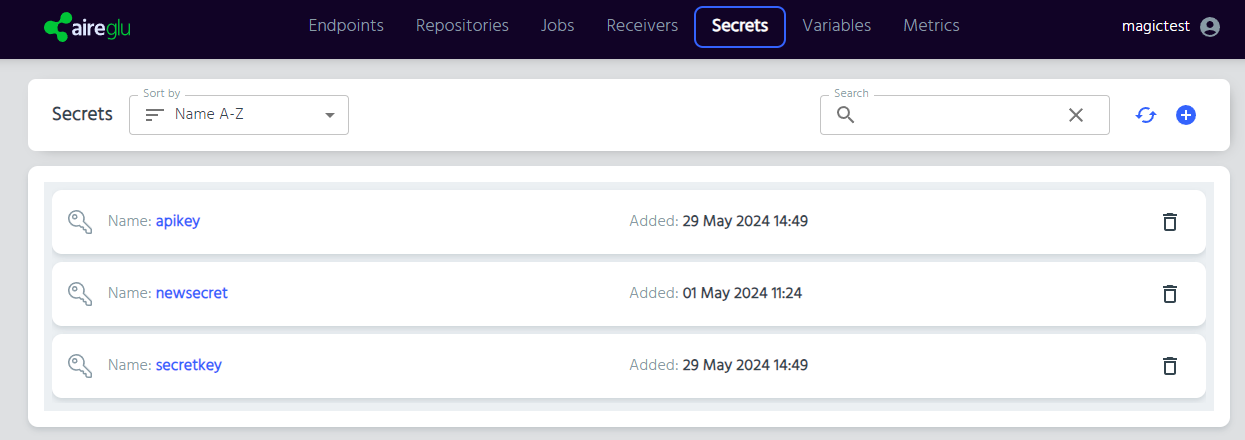 aireglu Endpoints Repositories Jobs Receivers Secrets Variables Metrics magictest
Sort by Search
Secrets Name A-Z
Name: apikey Added: 29 May 2024 14:49
Name: newsecret Added: 01 May 2024 11:24
Name: secretkey Added: 29 May 2024 14:49